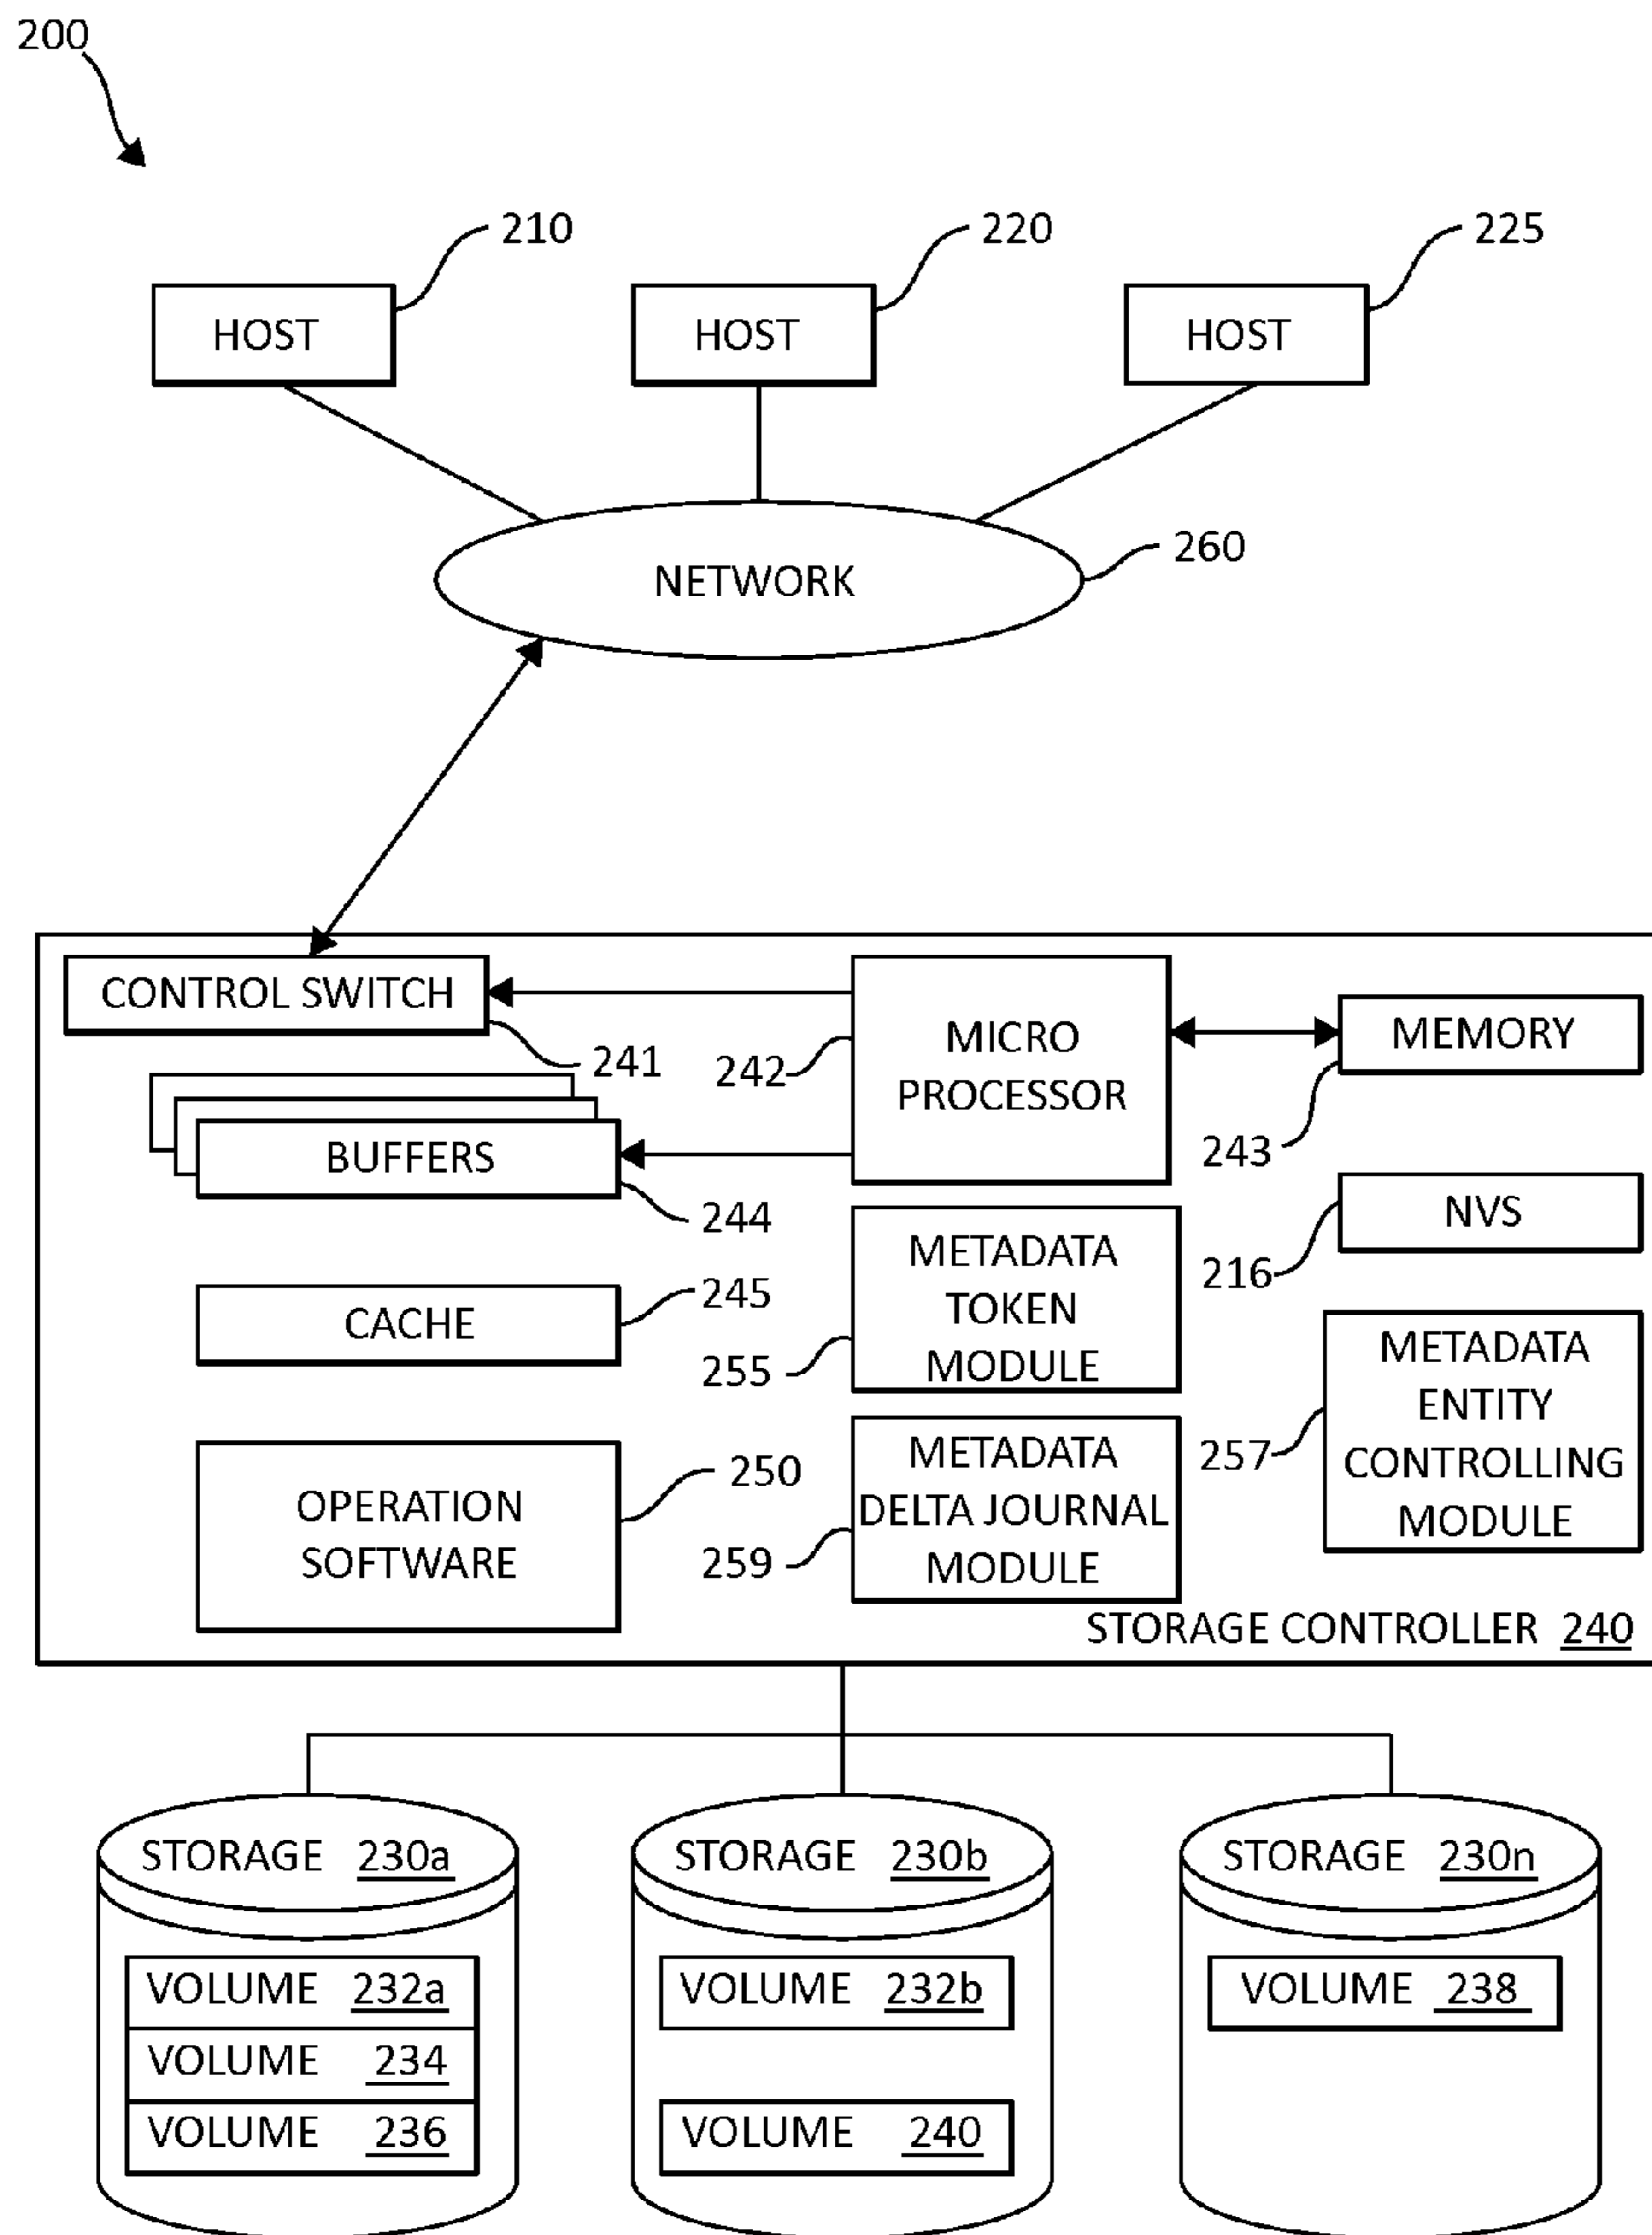 200
210
220
225
HOST
HOST
HOST
260
NETWORK
CONTROL SWITCH
241
242
MICRO
PROCESSOR
MEMORY
243
BUFFERS
244
NVS
216
CACHE
245
METADATA
TOKEN
MODULE
255
METADATA
ENTITY
CONTROLLING
MODULE
257
OPERATION
SOFTWARE
250
METADATA
DELTA JOURNAL
MODULE
259
STORAGE CONTROLLER 240
STORAGE 230a
VOLUME 232a
VOLUME 234
VOLUME 236
STORAGE 230b
VOLUME 232b
VOLUME 240
STORAGE 230n
VOLUME 238